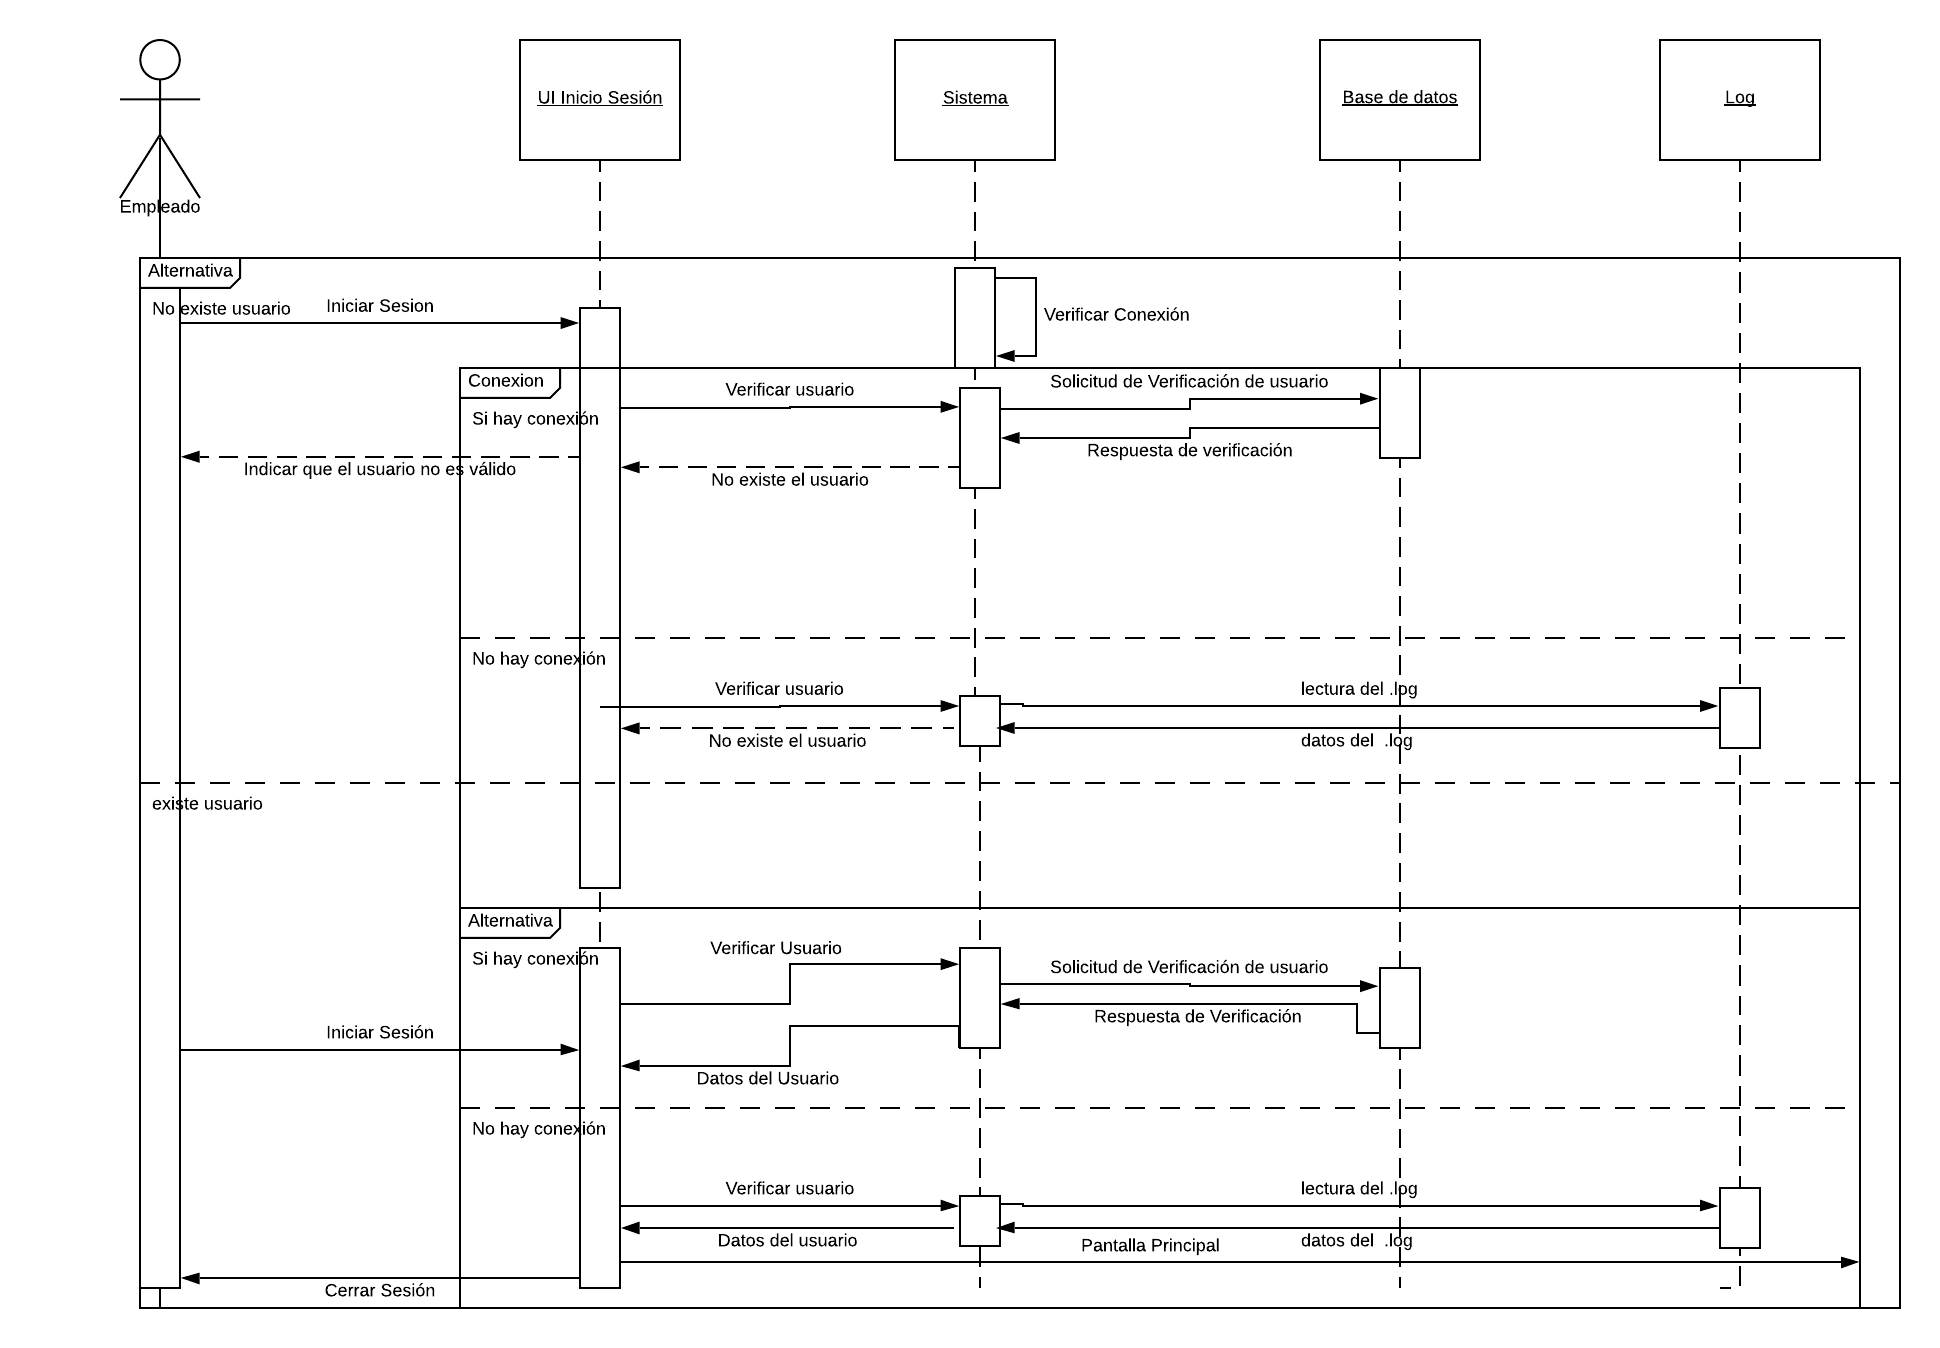 UI Inicio Sesión
Sistema
Base de datos
Log
Empleado
Alternativa
No existe usuario
Iniciar Sesion
Verificar Conexión
Conexion
Verificar usuario
Solicitud de Verificación de usuario
Si hay conexión
Respuesta de verificación
Indicar que el usuario no es válido
No existe el usuario
No hay conexión
Verificar usuario
lectura del .log
No existe el usuario
datos del .log
existe usuario
Alternativa
Si hay conexión
Verificar Usuario
Solicitud de Verificación de usuario
Respuesta de Verificación
Iniciar Sesión
Datos del Usuario
No hay conexión
Verificar usuario
lectura del .log
Datos del usuario
Pantalla Principal
datos del .log
Cerrar Sesión